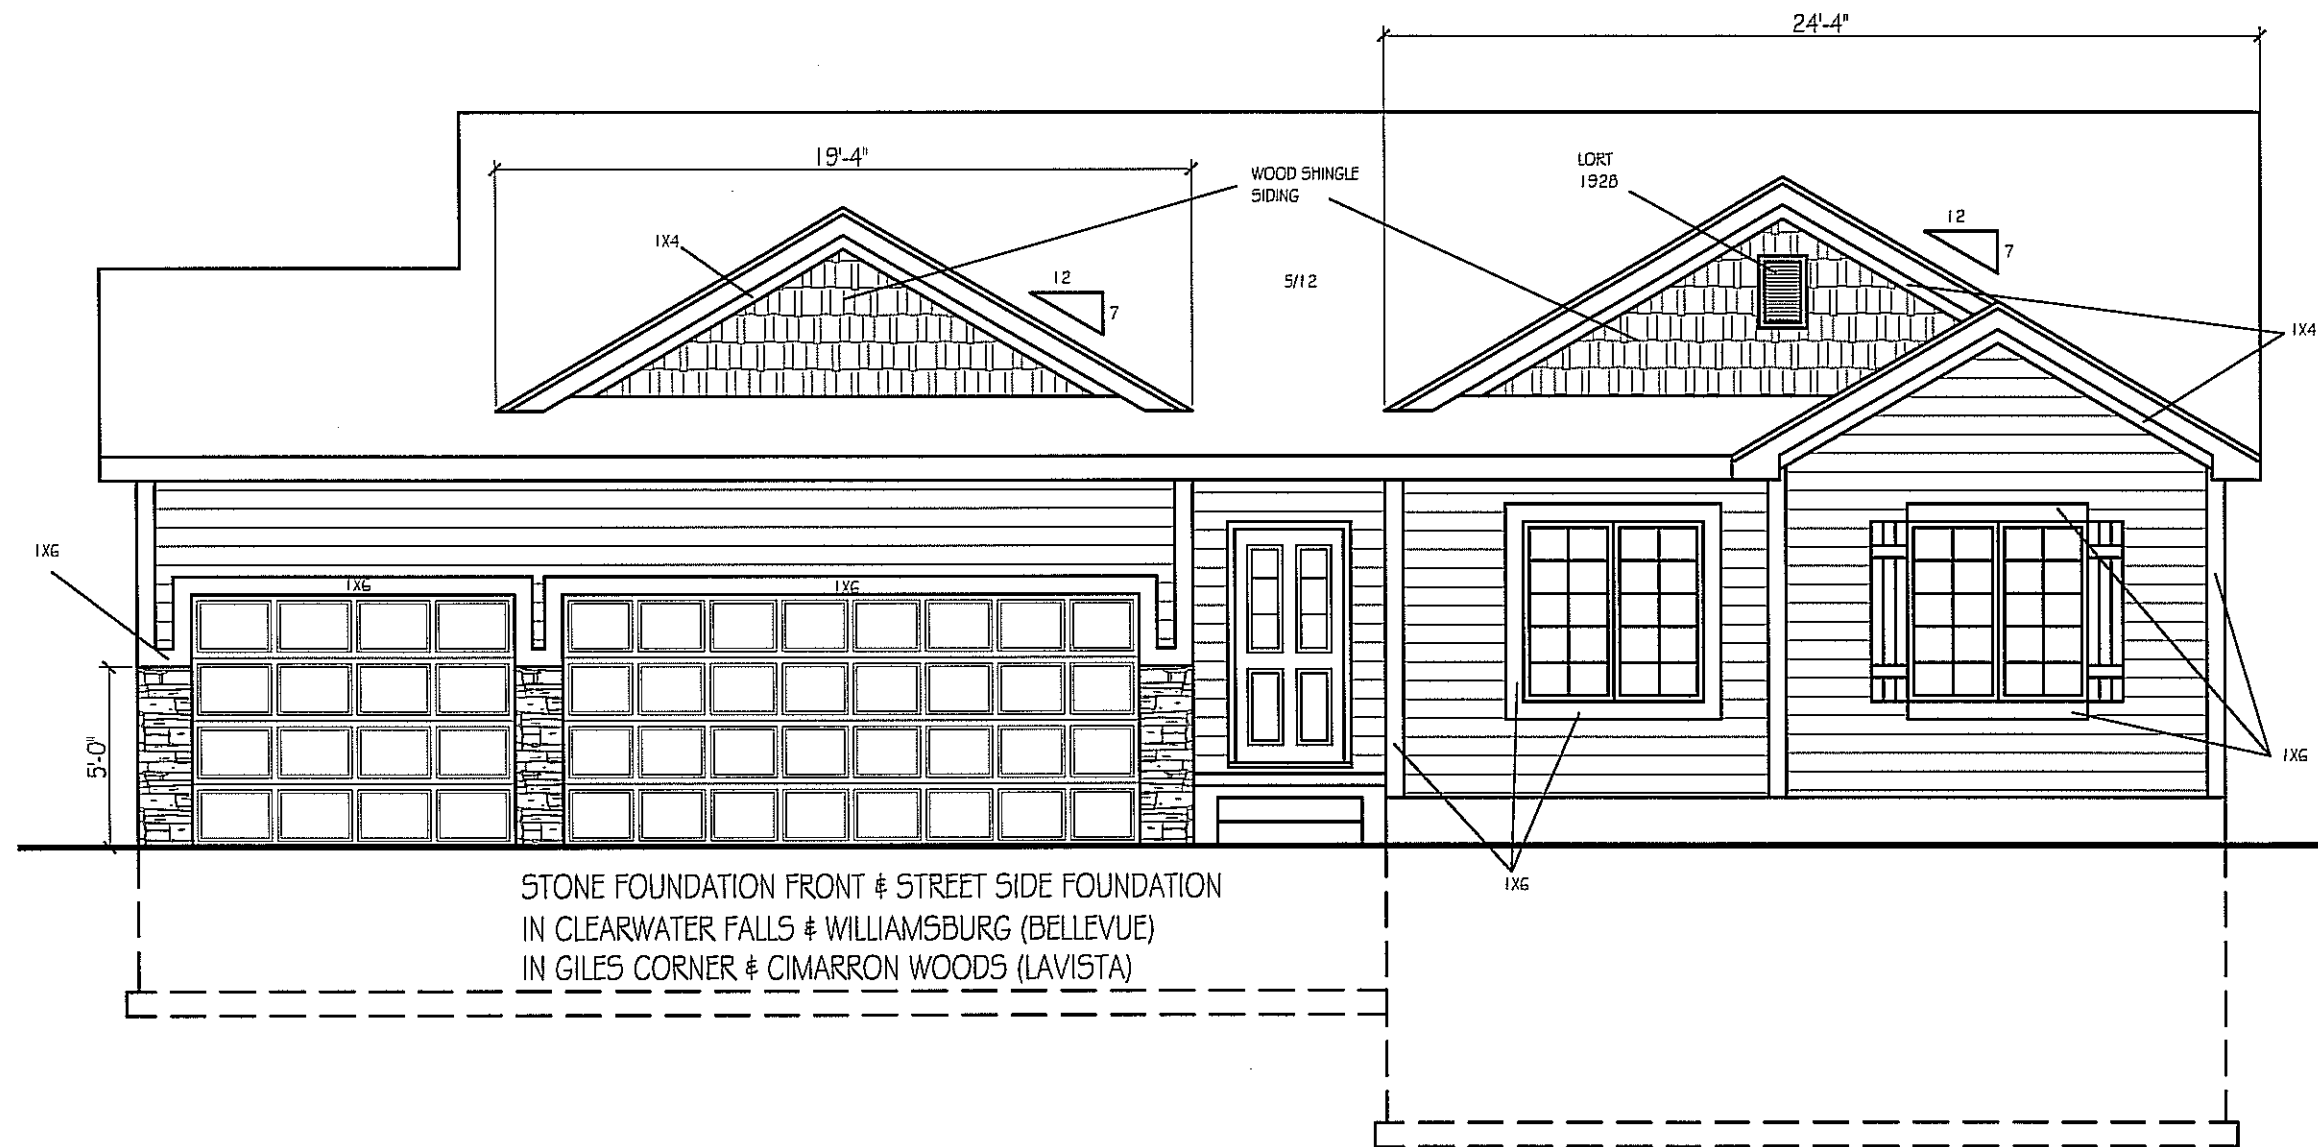 24'-4"
19'-4"
WOOD SHINGLE
SIDING
LORT
1928
1X4
12
7
12
7
5/12
1X4
1X6
1X6
1X6
5'-0"
1X6
1X6
STONE FOUNDATION FRONT & STREET SIDE FOUNDATION
IN CLEARWATER FALLS & WILLIAMSBURG (BELLEVUE)
IN GILES CORNER & CIMARRON WOODS (LAVISTA)